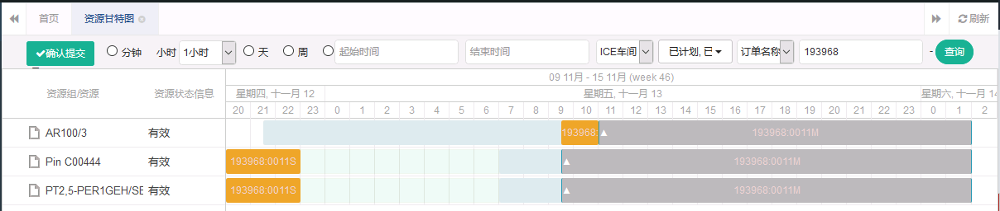 首页 资源甘特图 刷新
确认提交 分钟 小时 1小时 天 周 起始时间 结束时间 ICE车间 已计划, 已 订单名称 193968 - 查询
09 11月 - 15 11月 (week 46)
资源组/资源 资源状态信息 星期四, 十一月 12 星期五, 十一月 13 星期六, 十一月 14
20 21 22 23 0 1 2 3 4 5 6 7 8 9 10 11 12 13 14 15 16 17 18 19 20 21 22 23 0 1 2
AR100/3 有效 193968: 193968:0011M
Pin C00444 有效 193968:0011S 193968:0011M
PT2,5-PER1GEH/SE 有效 193968:0011S 193968:0011M